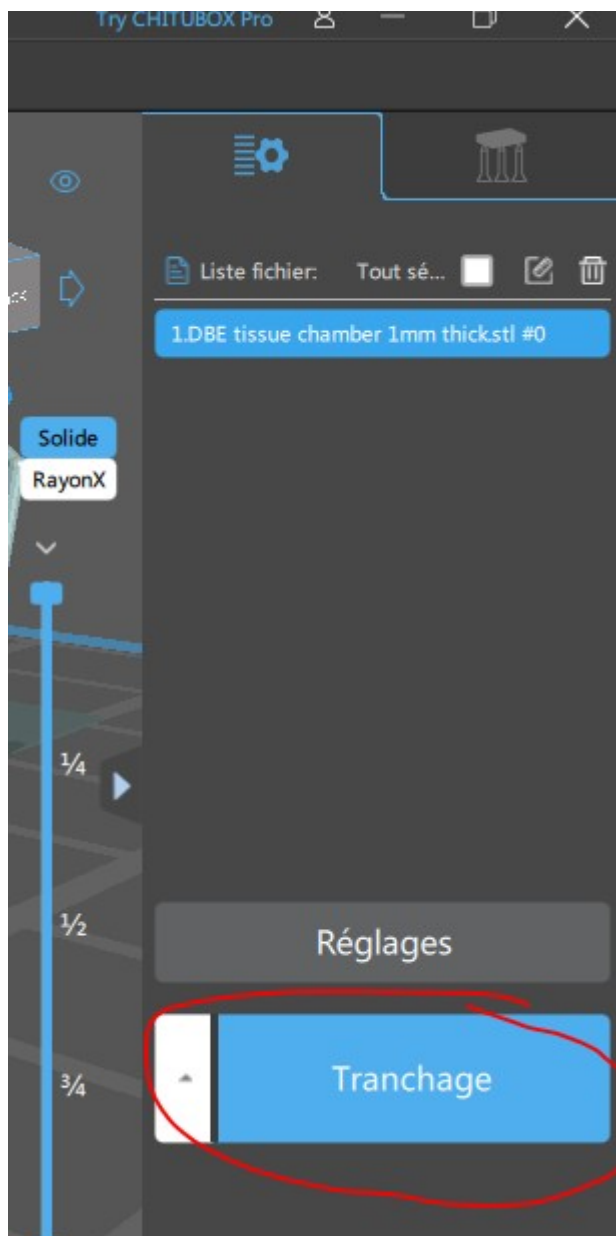 Try CHITUBOX Pro
Liste fichier: Tout sé...
1.DBE tissue chamber 1mm thick.stl #0
Solide
RayonX
¼
½
¾
Réglages
Tranchage